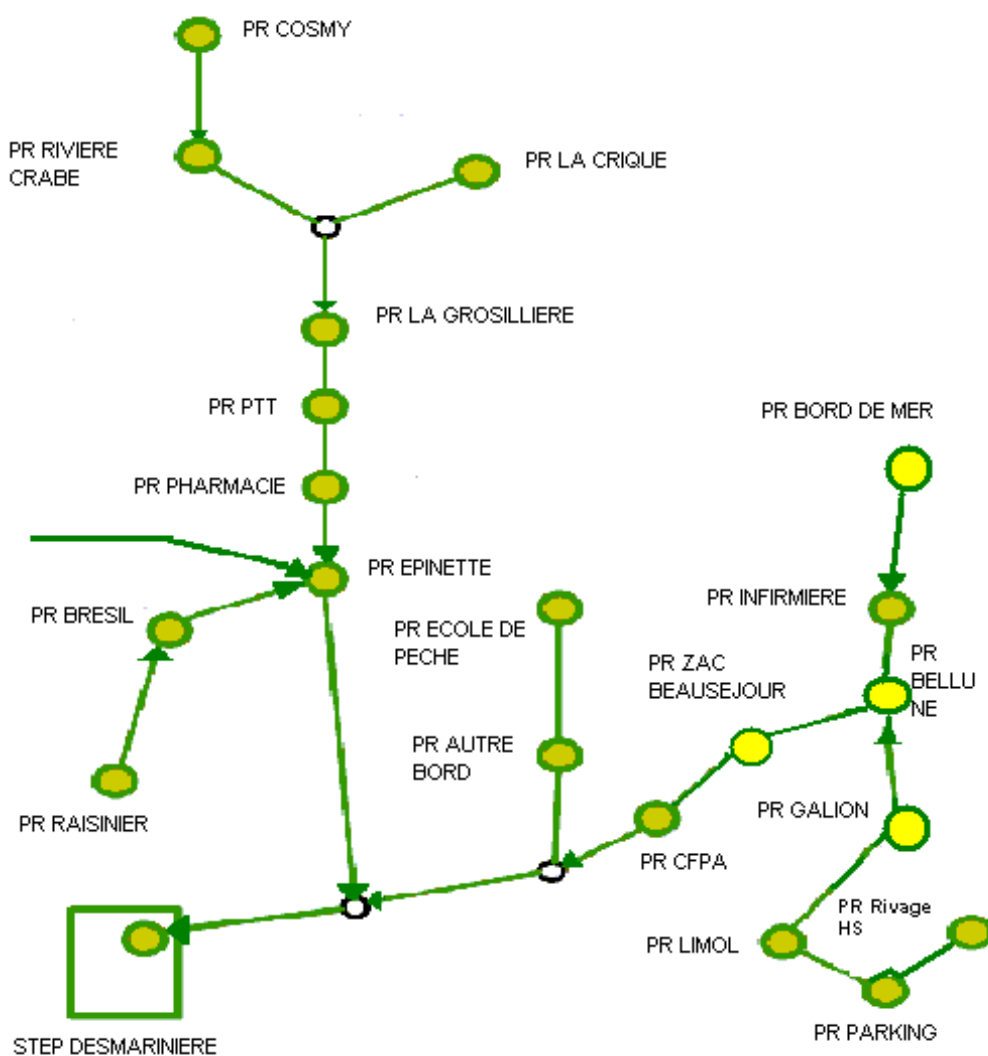 PR COSMY
PR RIVIERE
CRABE
PR LA CRIQUE
PR LA GROSILLIERE
PR PTT
PR BORD DE MER
PR PHARMACIE
PR EPINETTE
PR BRESIL
PR ECOLE DE
PECHE
PR INFIRMIERE
PR ZAC
BEAUSEJOUR
PR
BELLU
NE
PR AUTRE
BORD
PR RAISINIER
PR GALION
PR CFPA
PR Rivage
HS
PR LIMOL
PR PARKING
STEP DESMARINIERE